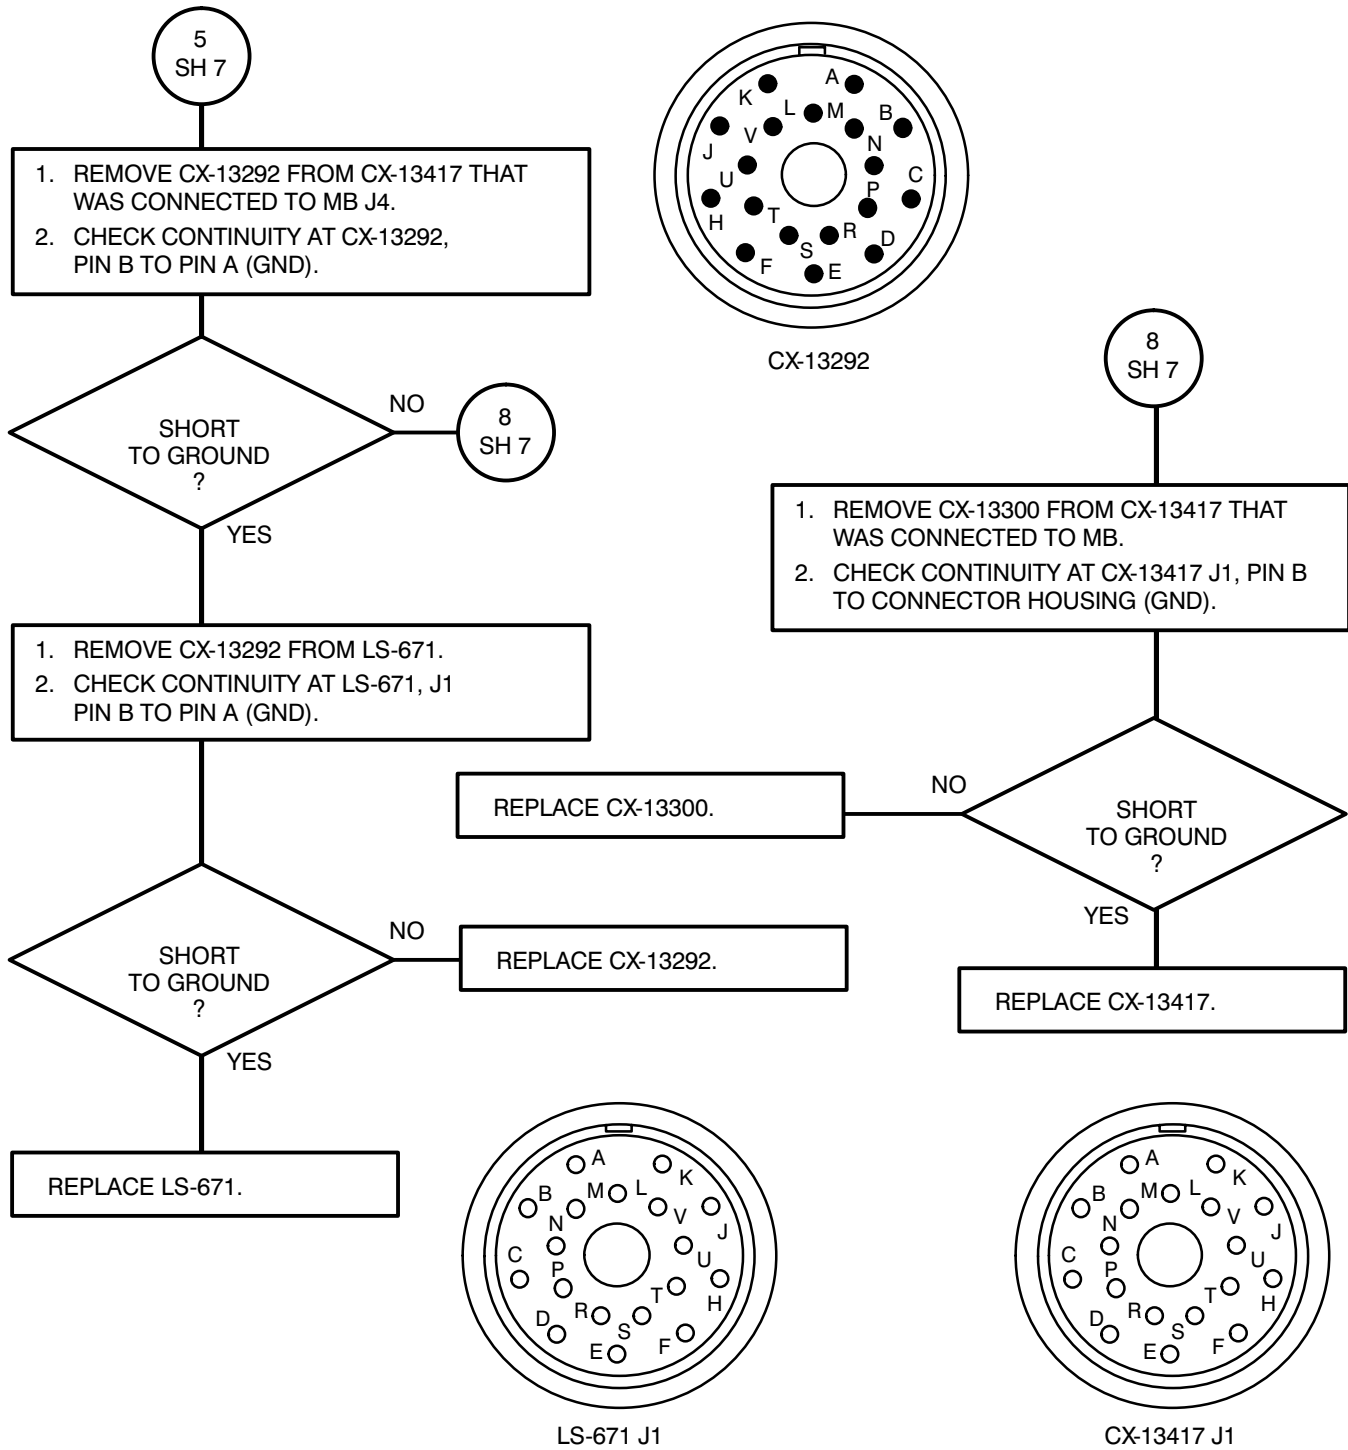 5
SH 7
1. REMOVE CX-13292 FROM CX-13417 THAT
WAS CONNECTED TO MB J4.
2. CHECK CONTINUITY AT CX-13292,
PIN B TO PIN A (GND).
SHORT
TO GROUND
?
NO
8
SH 7
YES
1. REMOVE CX-13292 FROM LS-671.
2. CHECK CONTINUITY AT LS-671, J1
PIN B TO PIN A (GND).
SHORT
TO GROUND
?
NO
REPLACE CX-13292.
YES
REPLACE LS-671.
K
A
L
M
B
J
V
N
U
P
C
H
T
R
D
F
S
E
CX-13292
8
SH 7
1. REMOVE CX-13300 FROM CX-13417 THAT
WAS CONNECTED TO MB.
2. CHECK CONTINUITY AT CX-13417 J1, PIN B
TO CONNECTOR HOUSING (GND).
SHORT
TO GROUND
?
NO
REPLACE CX-13300.
YES
REPLACE CX-13417.
A
K
B
M
L
N
V
J
C
P
U
R
T
H
D
S
E
F
LS-671 J1
A
K
B
M
L
N
V
J
C
P
U
R
T
H
D
S
E
F
CX-13417 J1